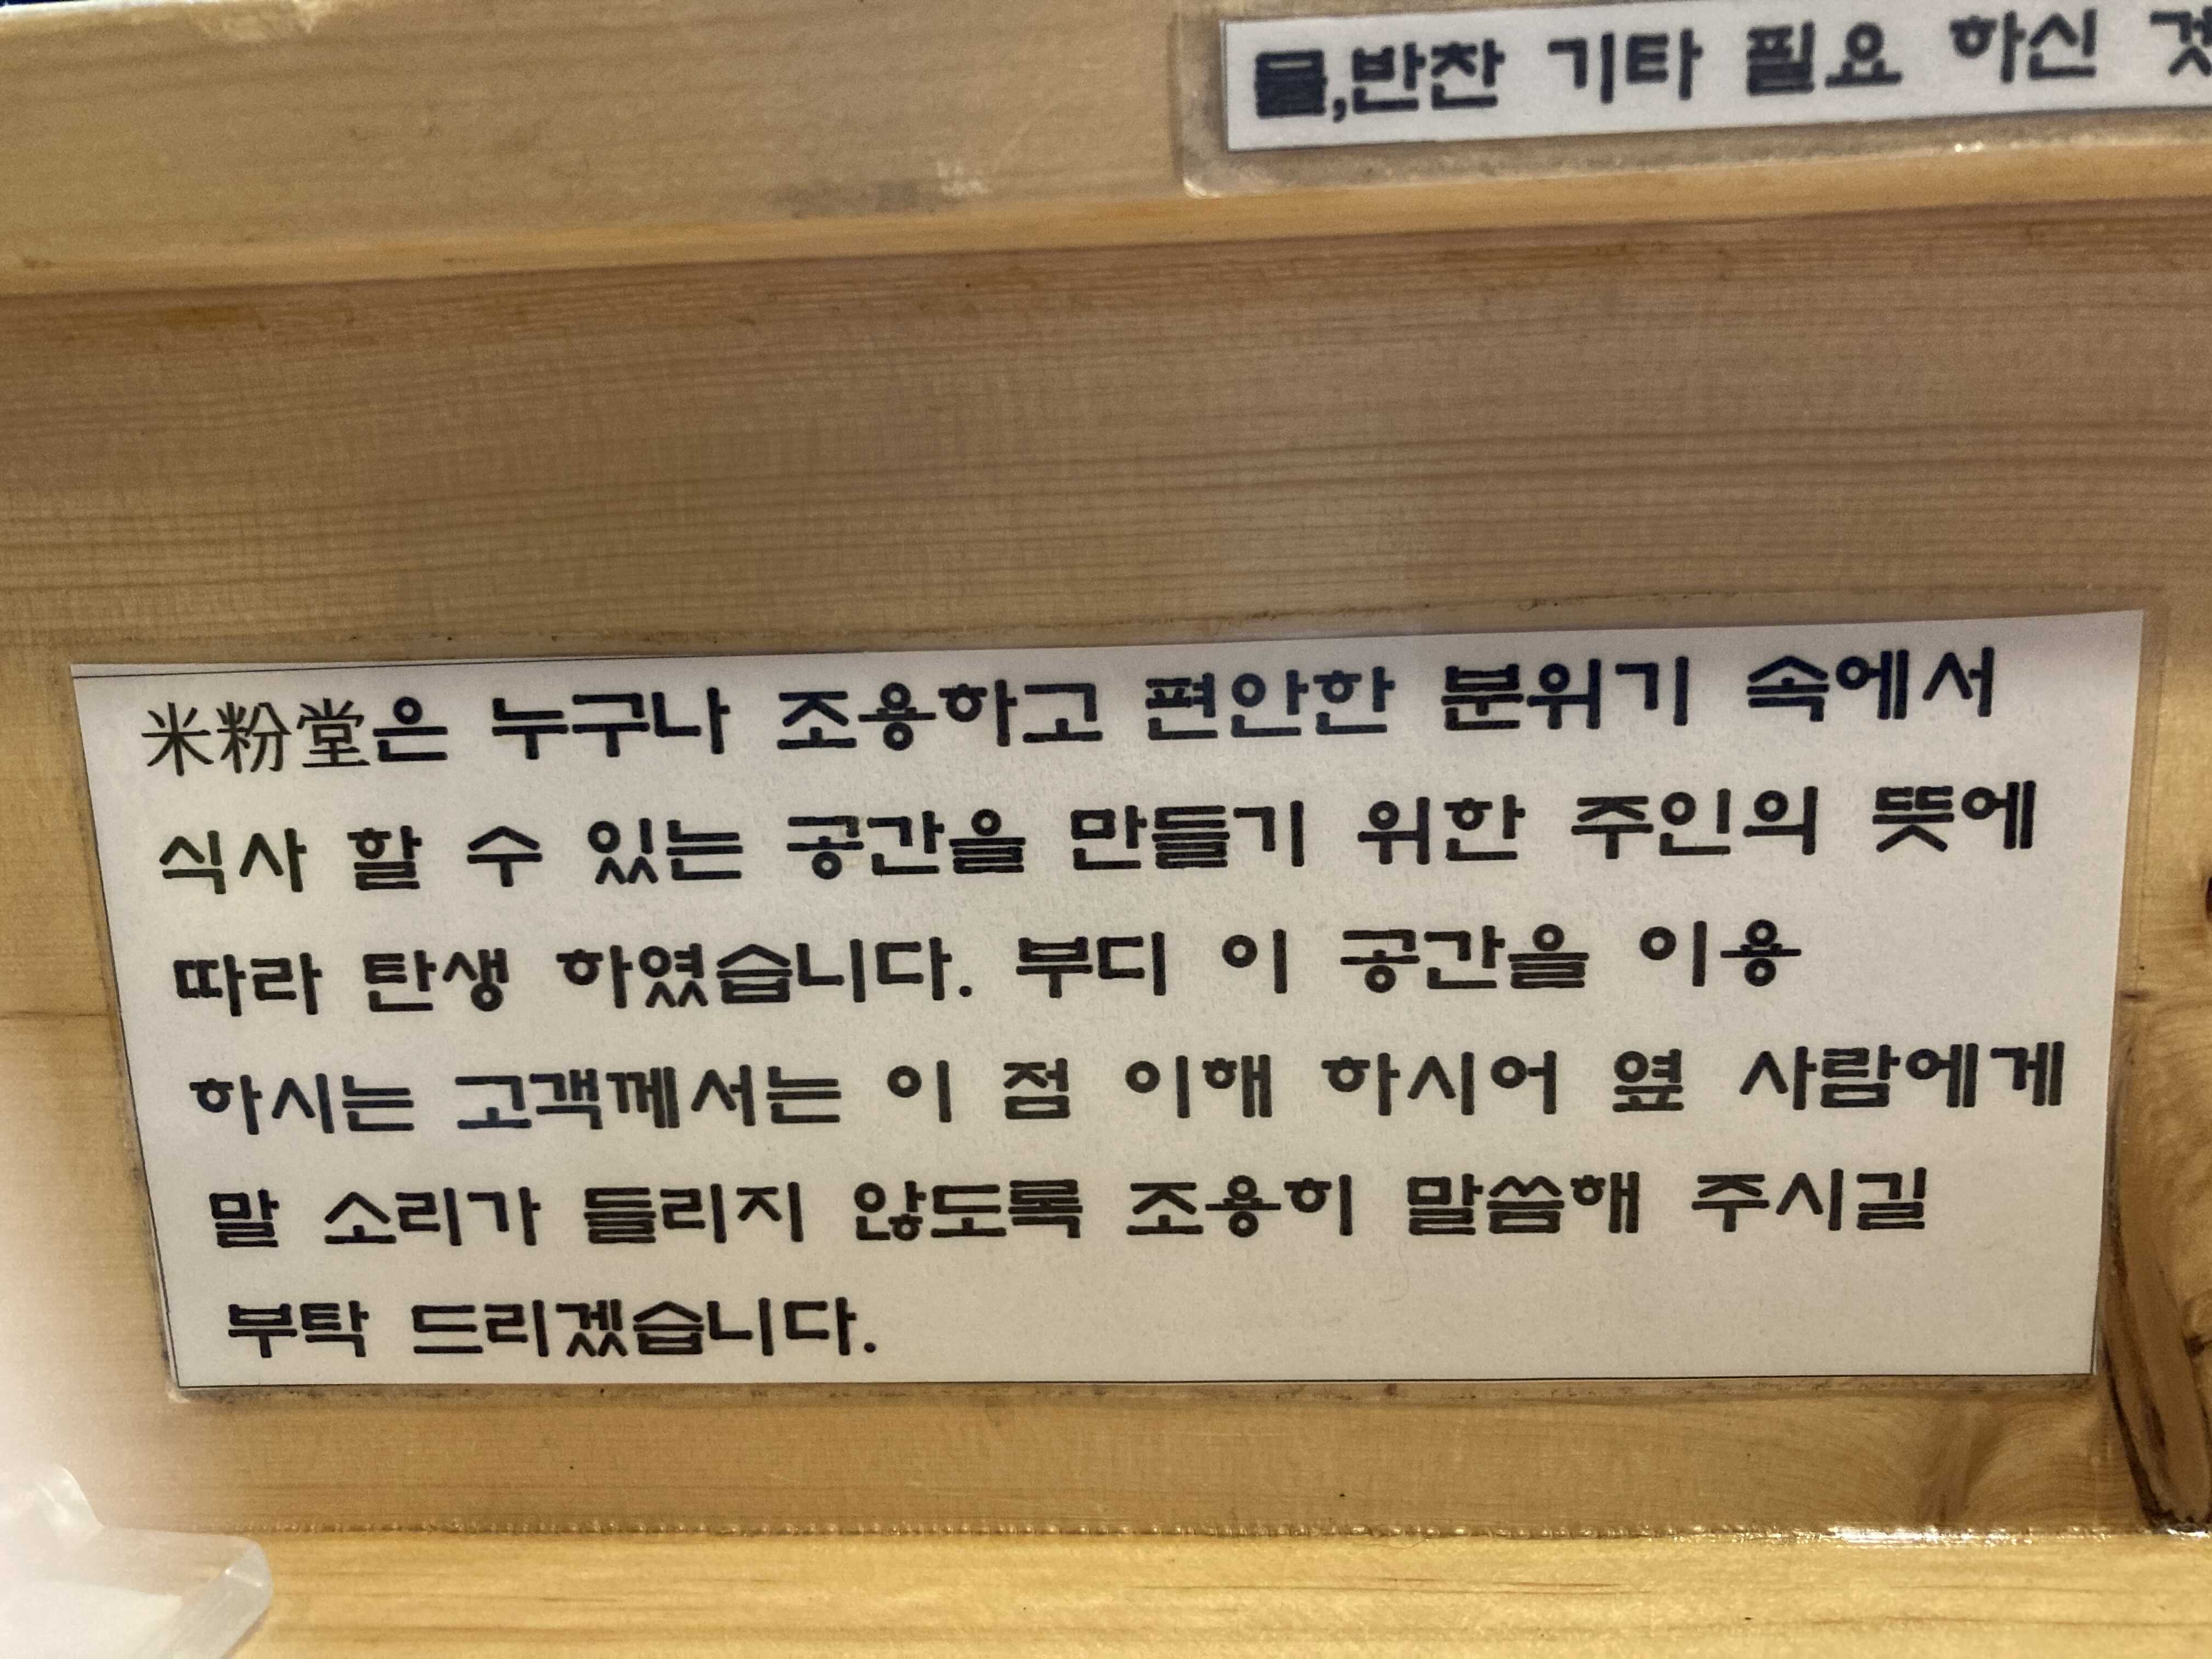 물,반찬 기타 필요 하신 것
米粉堂은 누구나 조용하고 편안한 분위기 속에서
식사 할 수 있는 공간을 만들기 위한 주인의 뜻에
따라 탄생 하였습니다. 부디 이 공간을 이용
하시는 고객께서는 이 점 이해 하시어 옆 사람에게
말 소리가 들리지 않도록 조용히 말씀해 주시길
부탁 드리겠습니다.